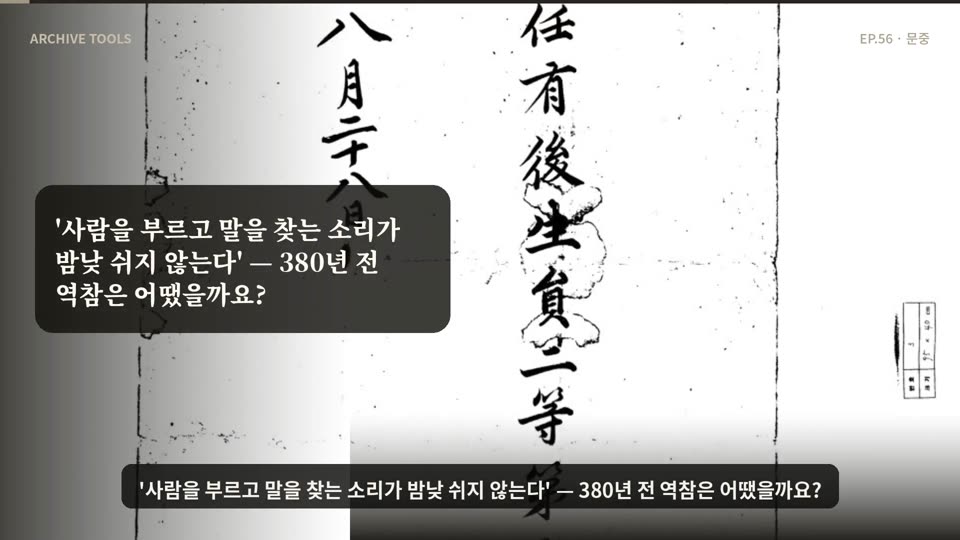 ARCHIVE TOOLS
EP.56 · 문중
任有後生員二等第
八月二十八日
'사람을 부르고 말을 찾는 소리가
밤낮 쉬지 않는다' — 380년 전
역참은 어땠을까요?
'사람을 부르고 말을 찾는 소리가 밤낮 쉬지 않는다' — 380년 전 역참은 어땠을까요?